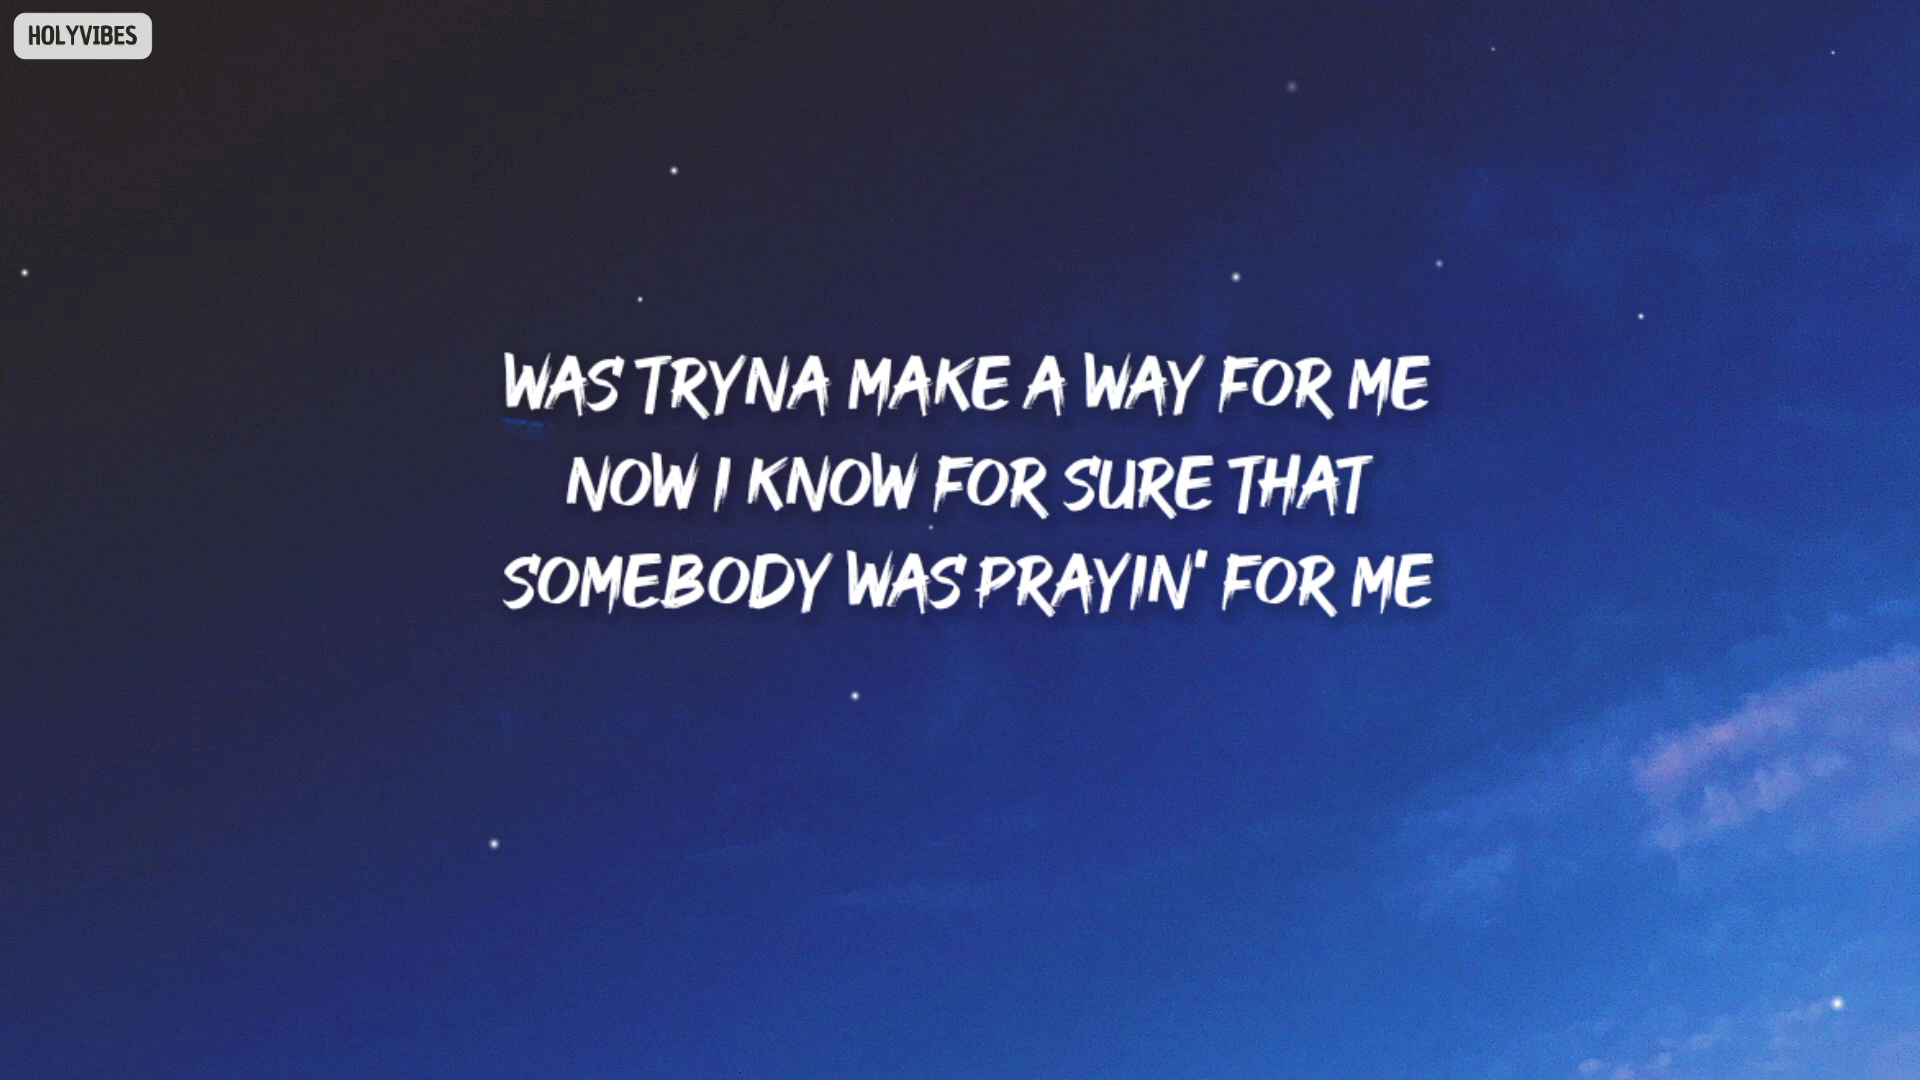 HOLYVIBES
WAS TRYNA MAKE A WAY FOR ME
NOW I KNOW FOR SURE THAT
SOMEBODY WAS PRAYIN' FOR ME